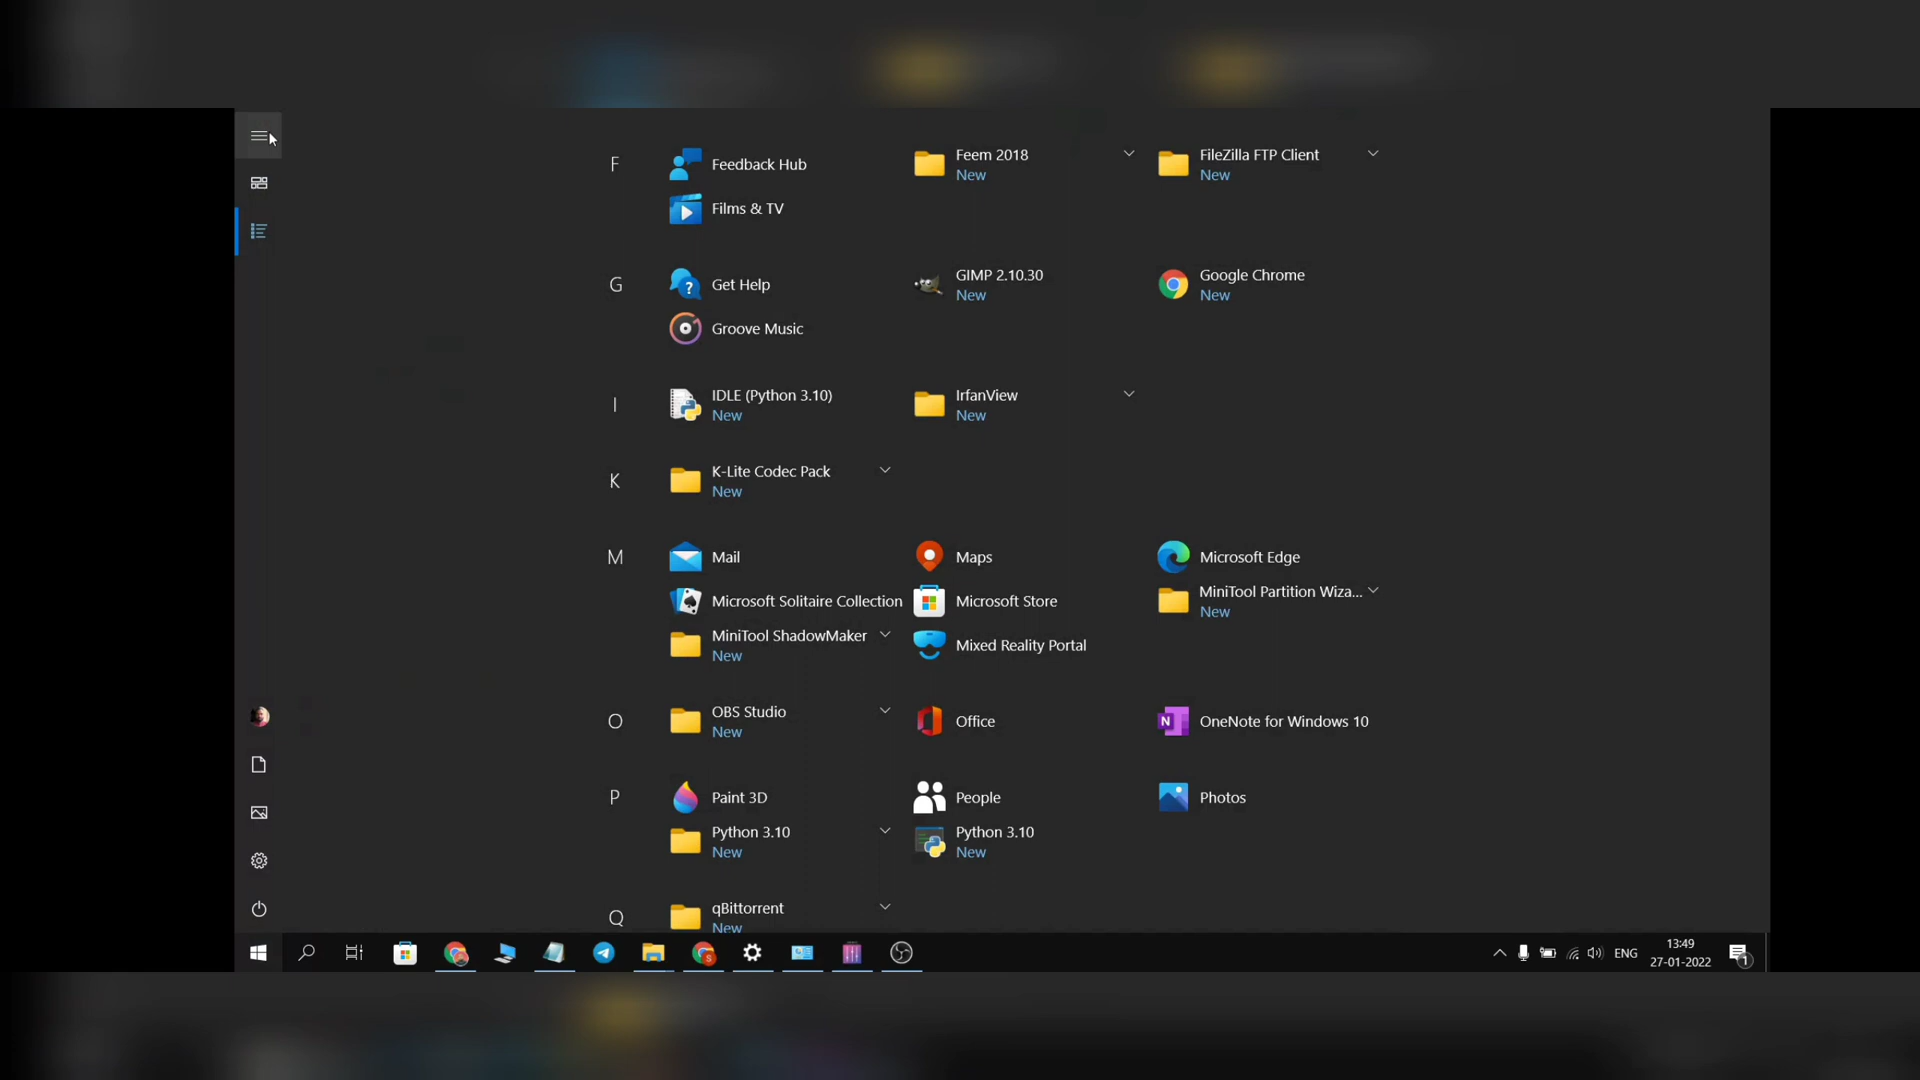 F
Feedback Hub
Feem 2018
New
FileZilla FTP Client
New
Films & TV
G
Get Help
GIMP 2.10.30
New
Google Chrome
New
Groove Music
I
IDLE (Python 3.10)
New
IrfanView
New
K
K-Lite Codec Pack
New
M
Mail
Maps
Microsoft Edge
Microsoft Solitaire Collection
Microsoft Store
MiniTool Partition Wiza...
New
MiniTool ShadowMaker
New
Mixed Reality Portal
O
OBS Studio
New
Office
OneNote for Windows 10
P
Paint 3D
People
Photos
Python 3.10
New
Python 3.10
New
Q
qBittorrent
New
ENG
13:49
27-01-2022
1